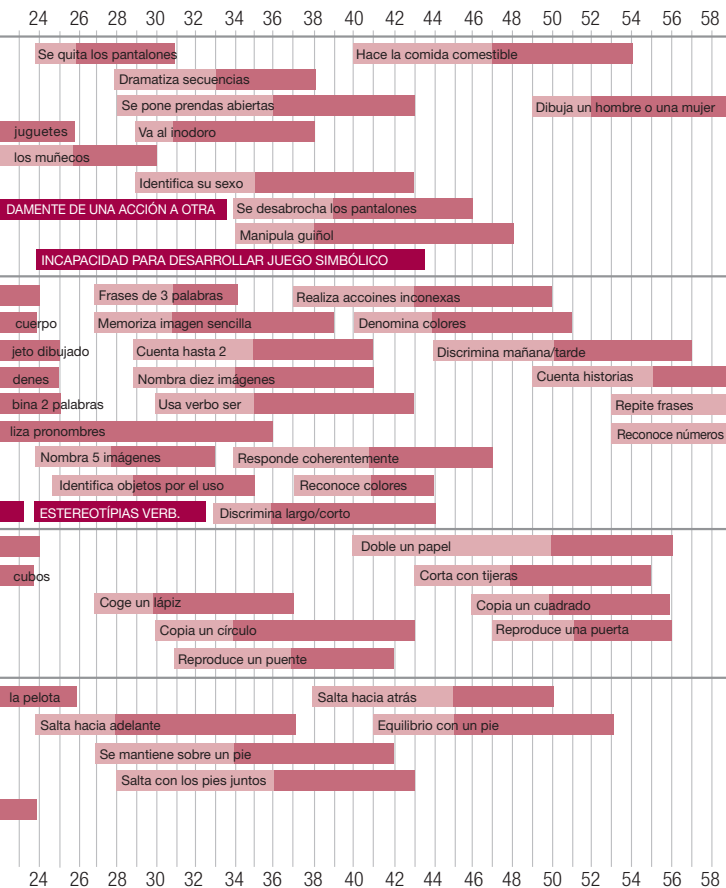 24 26 28 30 32 34 36 38 40 42 44 46 48 50 52 54 56 58
Se quita los pantalones Hace la comida comestible
Dramatiza secuencias
Se pone prendas abiertas Dibuja un hombre o una mujer
juguetes Va al inodoro
los muñecos
Identifica su sexo
DAMENTE DE UNA ACCIÓN A OTRA Se desabrocha los pantalones
Manipula guiñol
INCAPACIDAD PARA DESARROLLAR JUEGO SIMBÓLICO
Frases de 3 palabras Realiza accoines inconexas
cuerpo Memoriza imagen sencilla Denomina colores
jeto dibujado Cuenta hasta 2 Discrimina mañana/tarde
denes Nombra diez imágenes Cuenta historias
bina 2 palabras Usa verbo ser Repite frases
liza pronombres Reconoce números
Nombra 5 imágenes Responde coherentemente
Identifica objetos por el uso Reconoce colores
ESTEREOTÍPIAS VERB. Discrimina largo/corto
Doble un papel
cubos Corta con tijeras
Coge un lápiz Copia un cuadrado
Copia un círculo Reproduce una puerta
Reproduce un puente
la pelota Salta hacia atrás
Salta hacia adelante Equilibrio con un pie
Se mantiene sobre un pie
Salta con los pies juntos
24 26 28 30 32 34 36 38 40 42 44 46 48 50 52 54 56 58